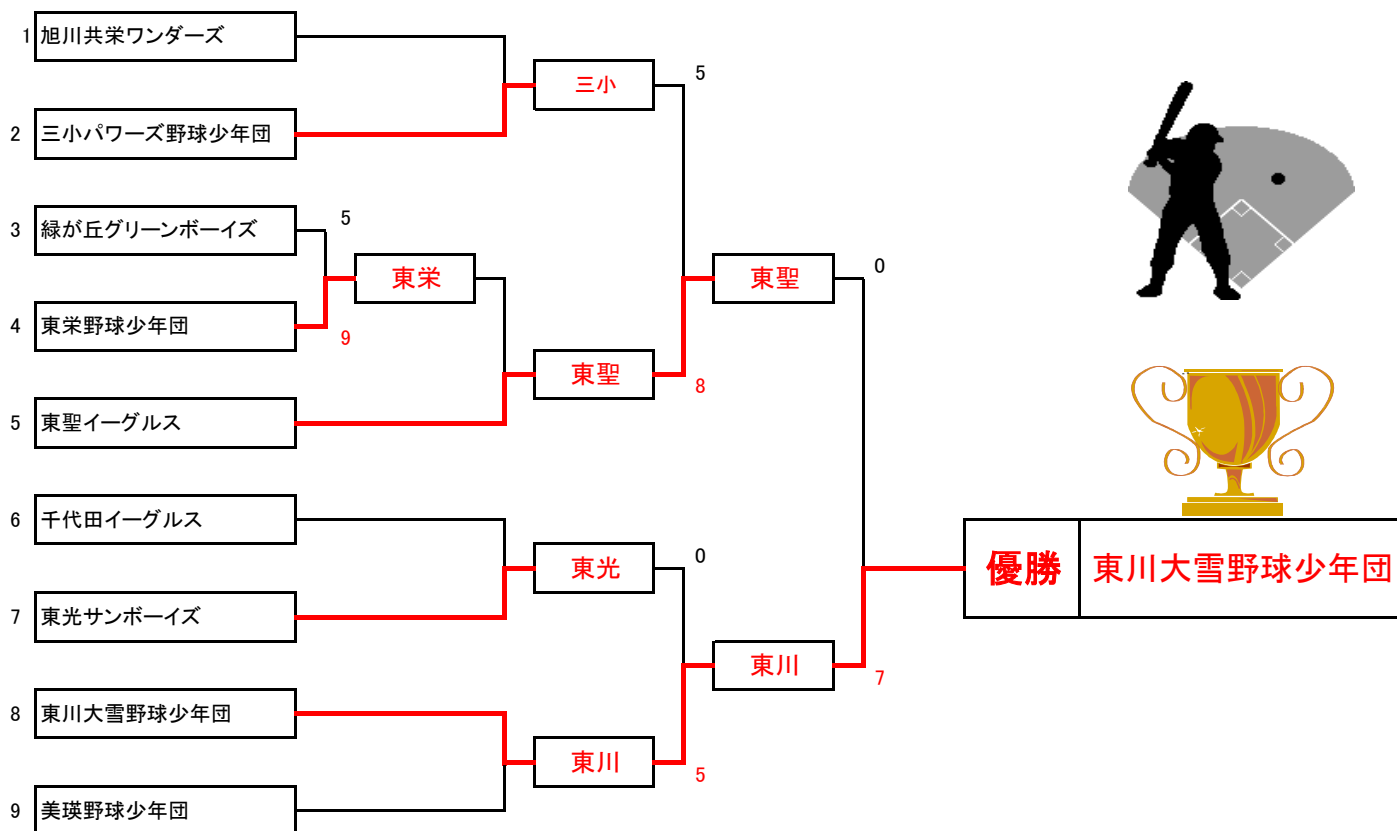 1 旭川共栄ワンダーズ
2 三小パワーズ野球少年団
3 緑が丘グリーンボーイズ
4 東栄野球少年団
5 東聖イーグルス
6 千代田イーグルス
7 東光サンボーイズ
8 東川大雪野球少年団
9 美瑛野球少年団
5
東栄
9
三小
5
東聖
8
東光
0
東川
5
東聖
0
東川
7
優勝 東川大雪野球少年団